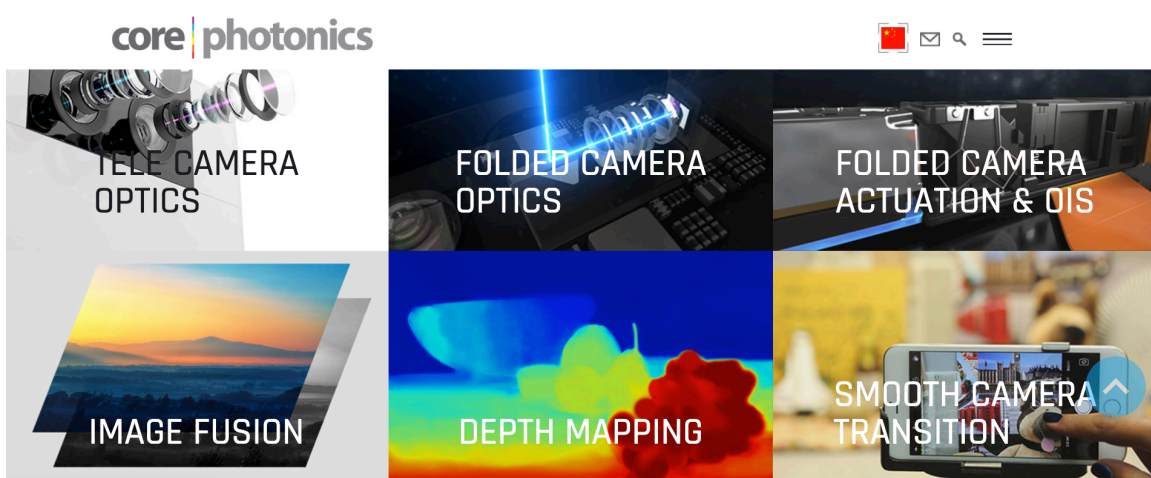 core photonics
TELE CAMERA
OPTICS
FOLDED CAMERA
OPTICS
FOLDED CAMERA
ACTUATION & OIS
IMAGE FUSION
DEPTH MAPPING
SMOOTH CAMERA
TRANSITION